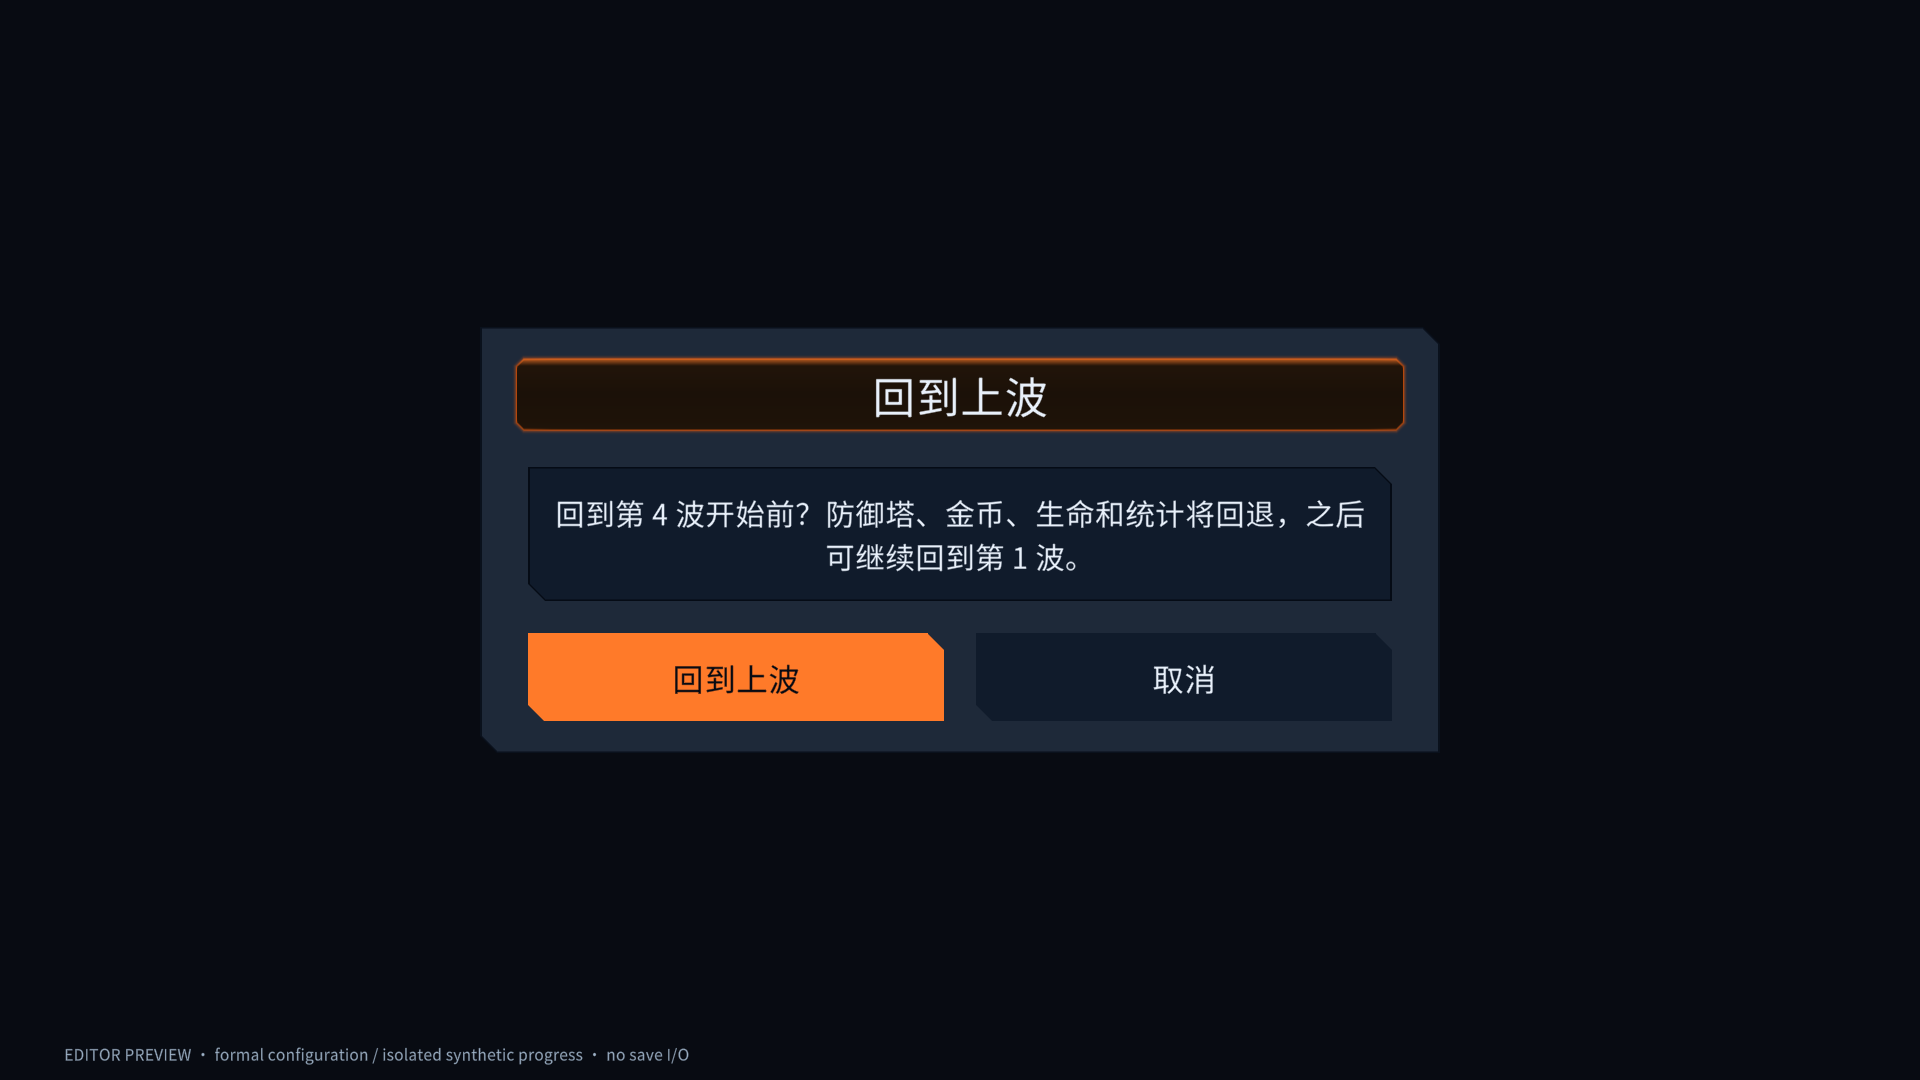 回到上波
回到第 4 波开始前？防御塔、金币、生命和统计将回退，之后
可继续回到第 1 波。
回到上波
取消
EDITOR PREVIEW · formal configuration / isolated synthetic progress · no save I/O